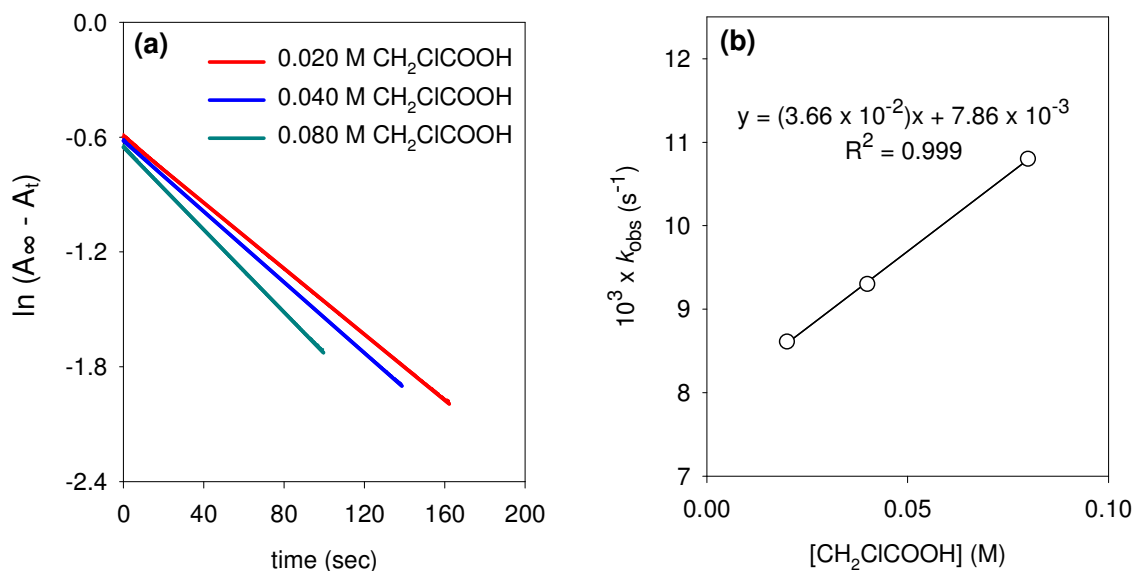 (a)
0.020 M CH₂ClCOOH
0.040 M CH₂ClCOOH
0.080 M CH₂ClCOOH
ln (A∞ - Aₜ)
0.0
-0.6
-1.2
-1.8
-2.4
0 40 80 120 160 200
time (sec)
(b)
y = (3.66 x 10⁻²)x + 7.86 x 10⁻³
R² = 0.999
10³ x k_obs (s⁻¹)
12
11
10
9
8
7
0.00 0.05 0.10
[CH₂ClCOOH] (M)